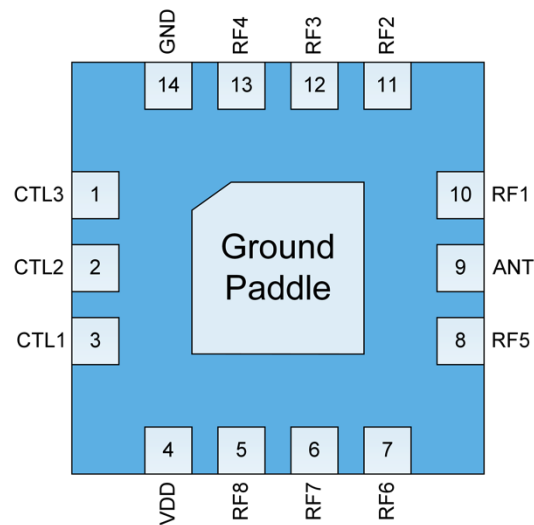 GND RF4 RF3 RF2
14 13 12 11
CTL3 1 10 RF1
Ground
CTL2 2 9 ANT
Paddle
CTL1 3 8 RF5
4 5 6 7
VDD RF8 RF7 RF6